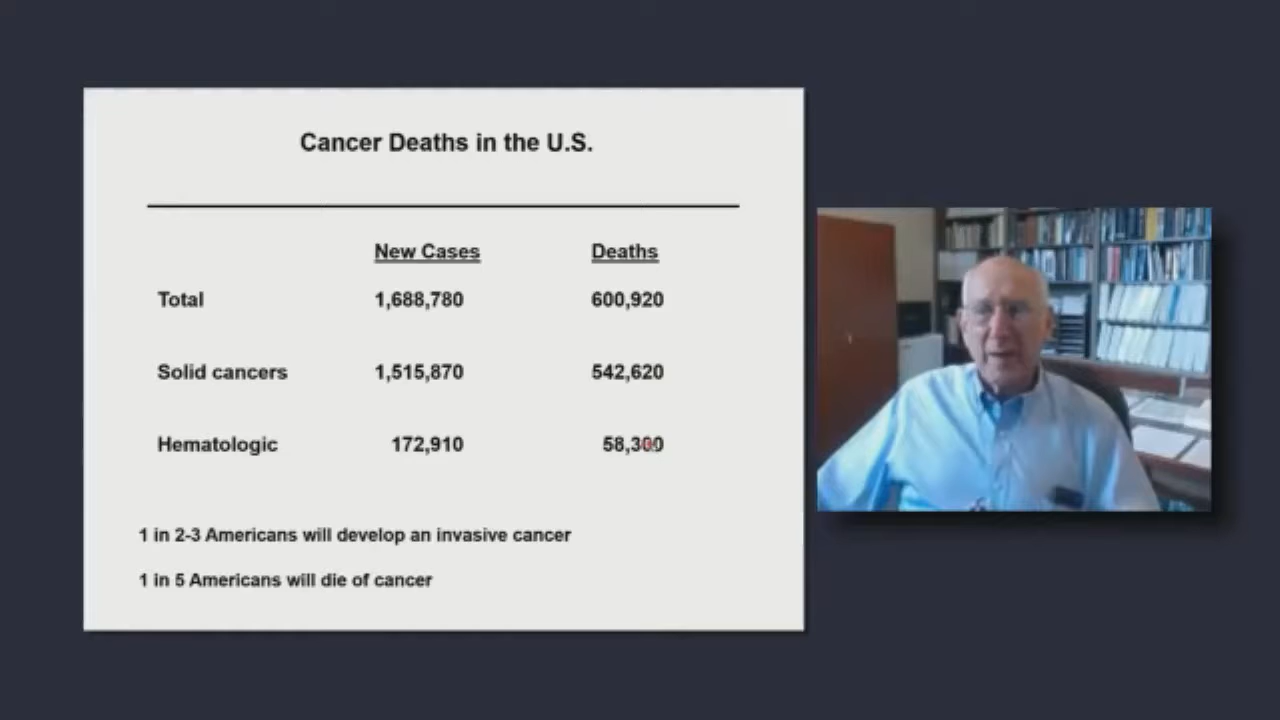 Cancer Deaths in the U.S.
New Cases Deaths
Total 1,688,780 600,920
Solid cancers 1,515,870 542,620
Hematologic 172,910 58,300
1 in 2-3 Americans will develop an invasive cancer
1 in 5 Americans will die of cancer